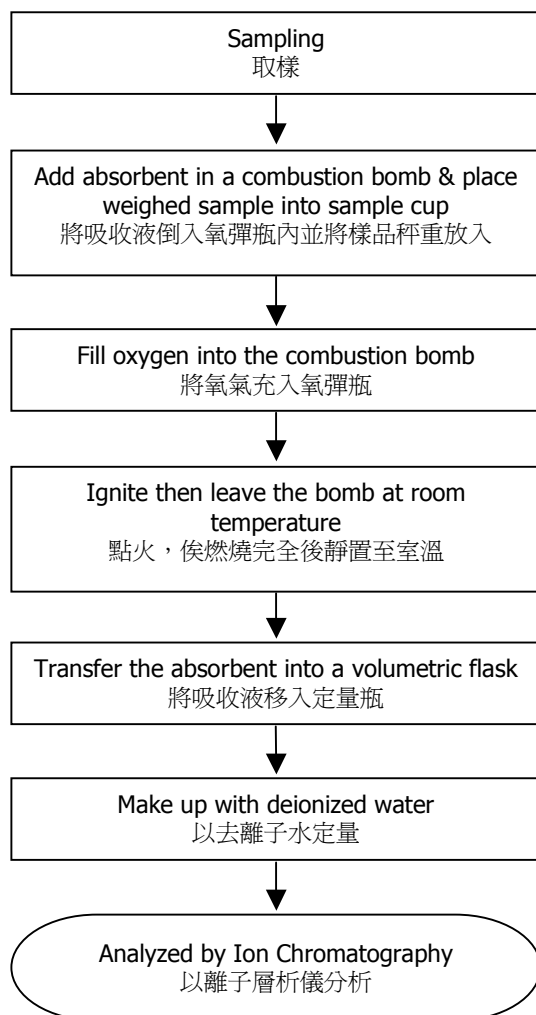 Sampling
取樣
Add absorbent in a combustion bomb & place
weighed sample into sample cup
將吸收液倒入氧彈瓶內並將樣品秤重放入
Fill oxygen into the combustion bomb
將氧氣充入氧彈瓶
Ignite then leave the bomb at room
temperature
點火，俟燃燒完全後靜置至室溫
Transfer the absorbent into a volumetric flask
將吸收液移入定量瓶
Make up with deionized water
以去離子水定量
Analyzed by Ion Chromatography
以離子層析儀分析